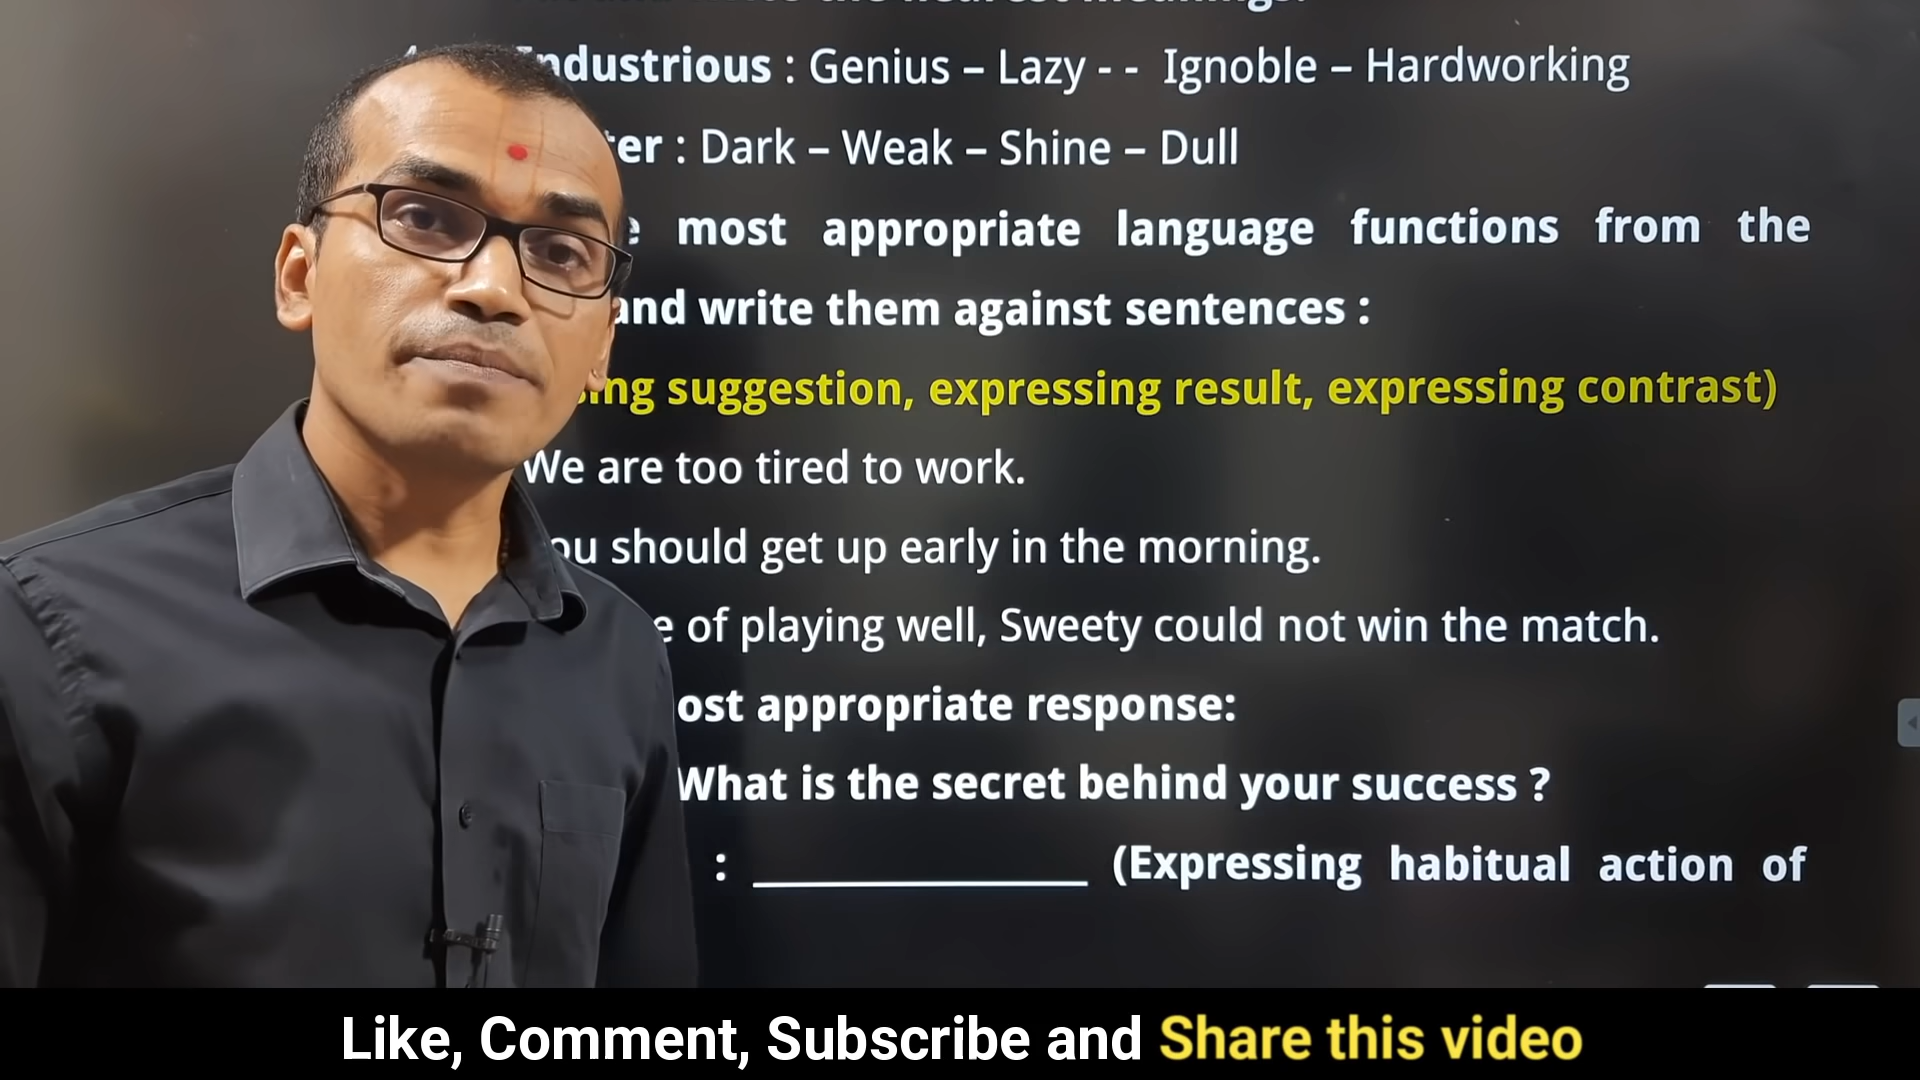 Industrious : Genius – Lazy - - Ignoble – Hardworking
: Dark – Weak – Shine – Dull
most appropriate language functions from the
and write them against sentences :
suggestion, expressing result, expressing contrast)
We are too tired to work.
should get up early in the morning.
of playing well, Sweety could not win the match.
appropriate response:
What is the secret behind your success ?
: ______________ (Expressing habitual action of
Like, Comment, Subscribe and Share this video